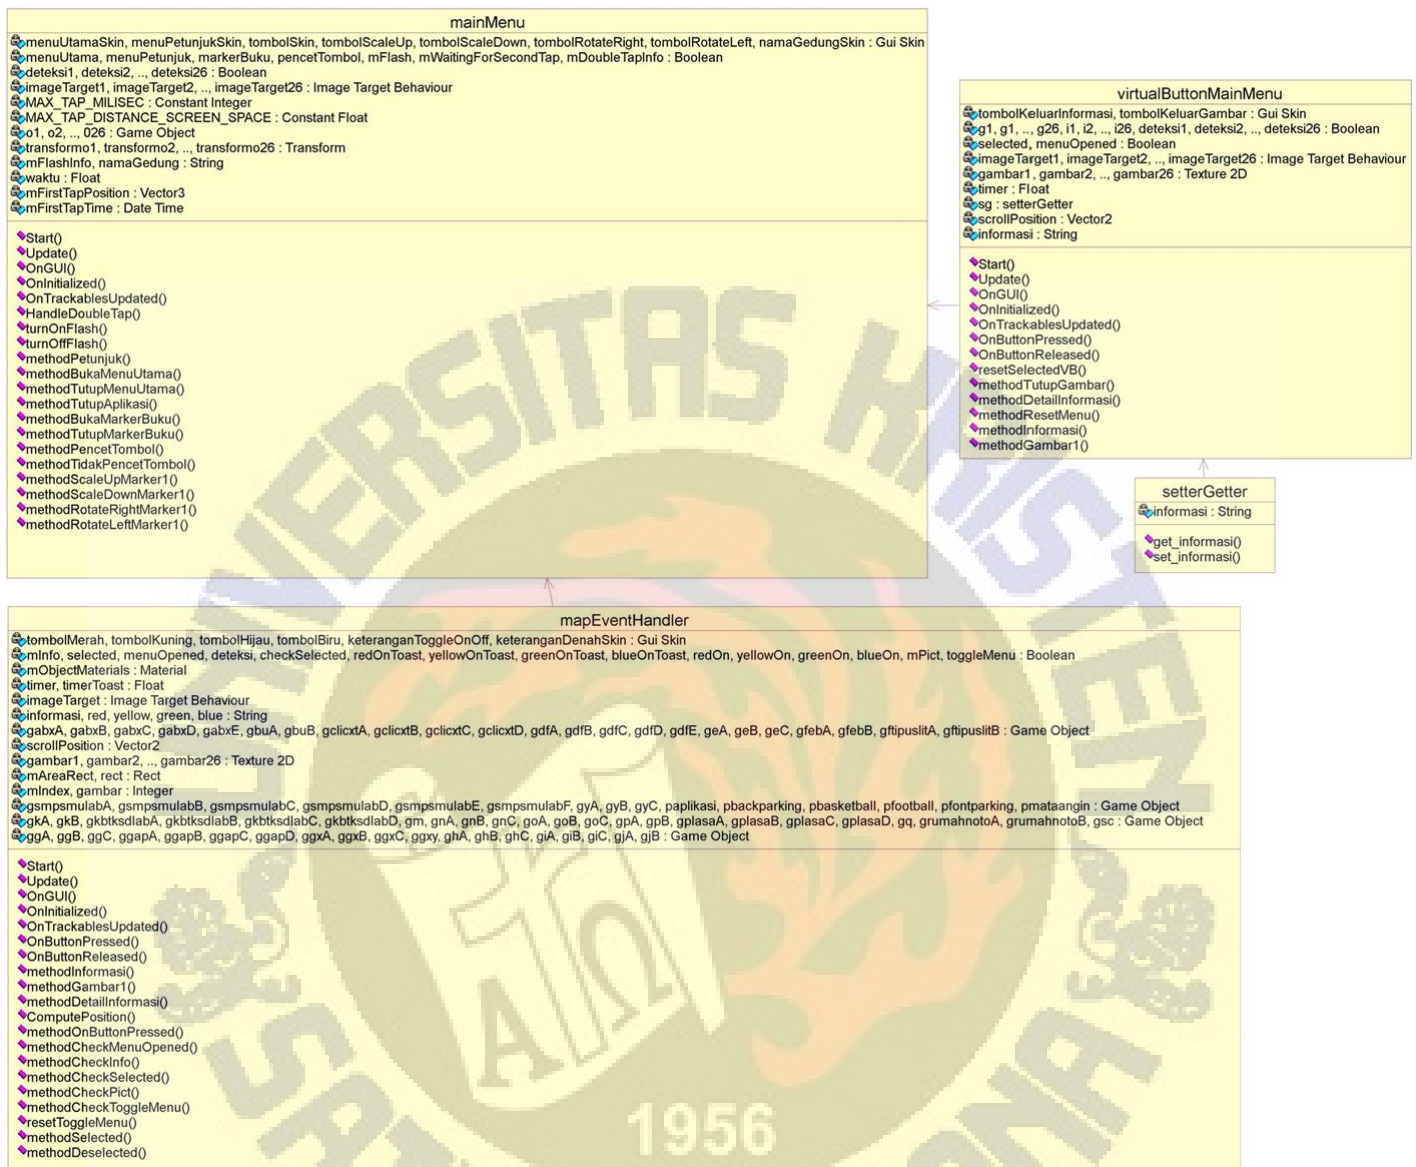 mainMenu
menuUtamaSkin, menuPetunjukSkin, tombolSkin, tombolScaleUp, tombolScaleDown, tombolRotateRight, tombolRotateLeft, namaGedungSkin : Gui Skin
menuUtama, menuPetunjuk, markerBuku, pencetTombol, mFlash, mWaitingForSecondTap, mDoubleTapInfo : Boolean
deteksi1, deteksi2, .., deteksi26 : Boolean
imageTarget1, imageTarget2, .., imageTarget26 : Image Target Behaviour
MAX_TAP_MILISEC : Constant Integer
MAX_TAP_DISTANCE_SCREEN_SPACE : Constant Float
o1, o2, .., 026 : Game Object
transformo1, transformo2, .., transformo26 : Transform
mFlashInfo, namaGedung : String
waktu : Float
mFirstTapPosition : Vector3
mFirstTapTime : Date Time
Start()
Update()
OnGUI()
OnInitialized()
OnTrackablesUpdated()
HandleDoubleTap()
turnOnFlash()
turnOffFlash()
methodPetunjuk()
methodBukaMenuUtama()
methodTutupMenuUtama()
methodTutupAplikasi()
methodBukaMarkerBuku()
methodTutupMarkerBuku()
methodPencetTombol()
methodTidakPencetTombol()
methodScaleUpMarker1()
methodScaleDownMarker1()
methodRotateRightMarker1()
methodRotateLeftMarker1()
virtualButtonMainMenu
tombolKeluarInformasi, tombolKeluarGambar : Gui Skin
g1, g1, .., g26, i1, i2, .., i26, deteksi1, deteksi2, .., deteksi26 : Boolean
selected, menuOpened : Boolean
imageTarget1, imageTarget2, .., imageTarget26 : Image Target Behaviour
gambar1, gambar2, .., gambar26 : Texture 2D
timer : Float
sg : setterGetter
scrollPosition : Vector2
informasi : String
Start()
Update()
OnGUI()
OnInitialized()
OnTrackablesUpdated()
OnButtonPressed()
OnButtonReleased()
resetSelectedVB()
methodTutupGambar()
methodDetailInformasi()
methodResetMenu()
methodInformasi()
methodGambar1()
setterGetter
informasi : String
get_informasi()
set_informasi()
mapEventHandler
tombolMerah, tombolKuning, tombolHijau, tombolBiru, keteranganToggleOnOff, keteranganDenahSkin : Gui Skin
mInfo, selected, menuOpened, deteksi, checkSelected, redOnToast, yellowOnToast, greenOnToast, blueOnToast, redOn, yellowOn, greenOn, blueOn, mPict, toggleMenu : Boolean
mObjectMaterials : Material
timer, timerToast : Float
imageTarget : Image Target Behaviour
informasi, red, yellow, green, blue : String
gabxA, gabxB, gabxC, gabxD, gabxE, gbuA, gbuB, gclicxtA, gclicxtB, gclicxtC, gclicxtD, gdfA, gdfB, gdfC, gdfD, gdfE, geA, geB, geC, gfebA, gfebB, gftipuslitA, gftipuslitB : Game Object
scrollPosition : Vector2
gambar1, gambar2, .., gambar26 : Texture 2D
mAreaRect, rect : Rect
mIndex, gambar : Integer
gsmpsmulabA, gsmpsmulabB, gsmpsmulabC, gsmpsmulabD, gsmpsmulabE, gsmpsmulabF, gyA, gyB, gyC, paplikasi, pbackparking, pbasketball, pfootball, pfontparking, pmataangin : Game Object
gkA, gkB, gkbtksdlabA, gkbtksdlabB, gkbtksdlabC, gkbtksdlabD, gm, gnA, gnB, gnC, goA, goB, goC, gpA, gpB, gplasaA, gplasaB, gplasaC, gplasaD, gq, grumahnotoA, grumahnotoB, gsc : Game Object
ggA, ggB, ggC, ggapA, ggapB, ggapC, ggapD, ggxA, ggxB, ggxC, ggxy, ghA, ghB, ghC, giA, giB, giC, gjA, gjB : Game Object
Start()
Update()
OnGUI()
OnInitialized()
OnTrackablesUpdated()
OnButtonPressed()
OnButtonReleased()
methodInformasi()
methodGambar1()
methodDetailInformasi()
ComputePosition()
methodOnButtonPressed()
methodCheckMenuOpened()
methodCheckInfo()
methodCheckSelected()
methodCheckPict()
methodCheckToggleMenu()
resetToggleMenu()
methodSelected()
methodDeselected()
UNIVERSITAS KRISTEN
SATYA WACANA
1956